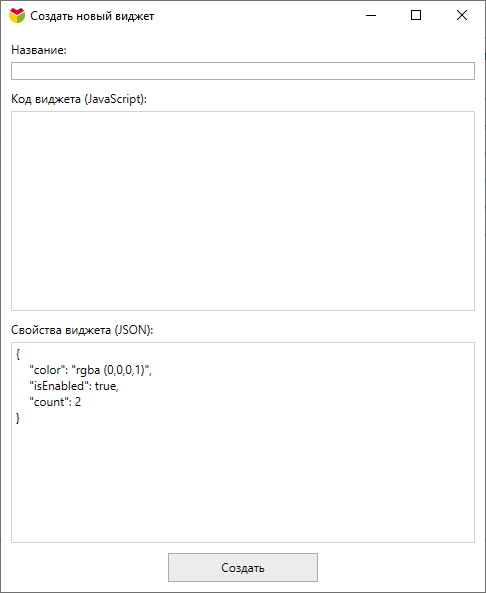 Создать новый виджет
Название:
Код виджета (JavaScript):
Свойства виджета (JSON):
{
    "color": "rgba (0,0,0,1)",
    "isEnabled": true,
    "count": 2
}
Создать